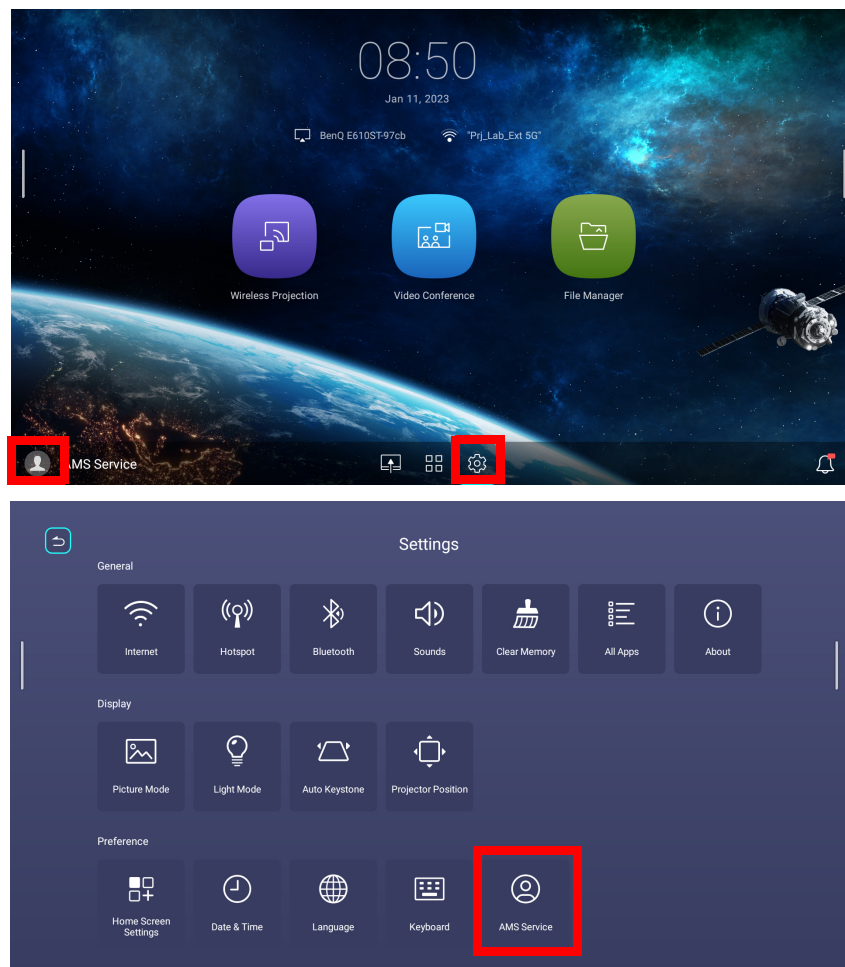 08:50
Jan 11, 2023
BenQ E610ST-97cb "Prj_Lab_Ext 5G"
Wireless Projection Video Conference File Manager
AMS Service
Settings
General
Internet Hotspot Bluetooth Sounds Clear Memory All Apps About
Display
Picture Mode Light Mode Auto Keystone Projector Position
Preference
Home Screen
Settings
Date & Time Language Keyboard AMS Service